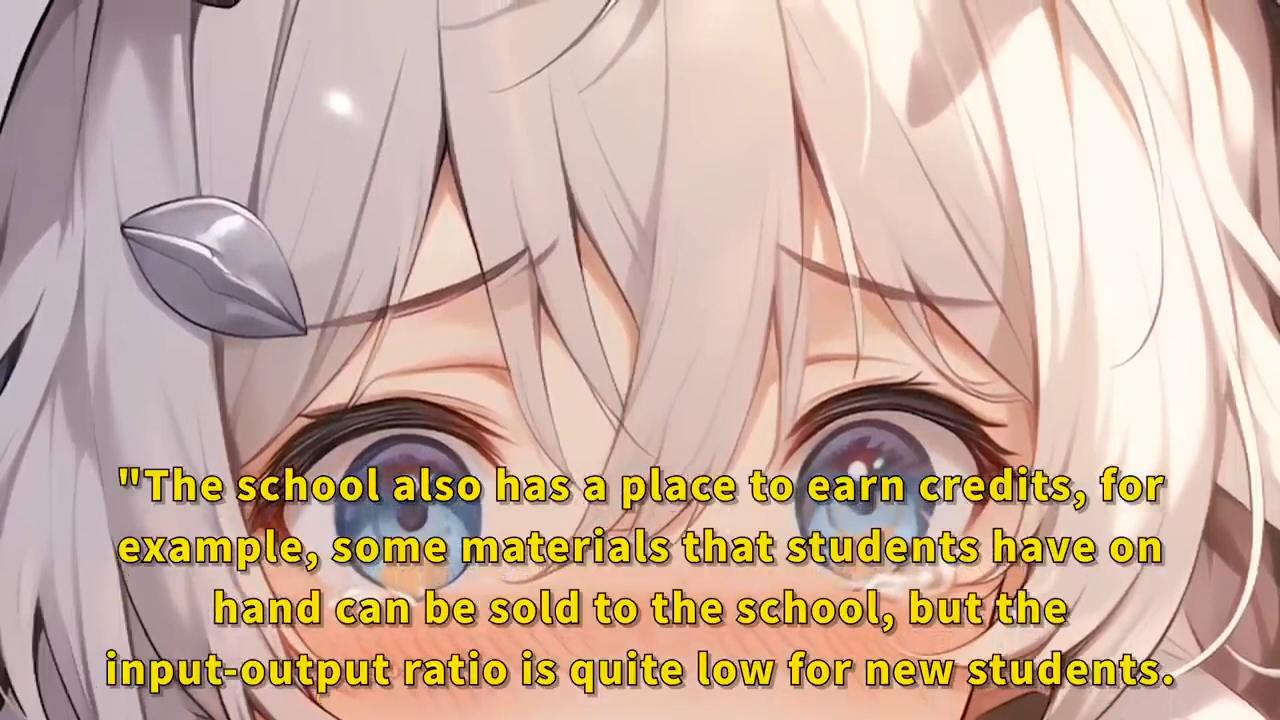 "The school also has a place to earn credits, for
example, some materials that students have on
hand can be sold to the school, but the
input-output ratio is quite low for new students.